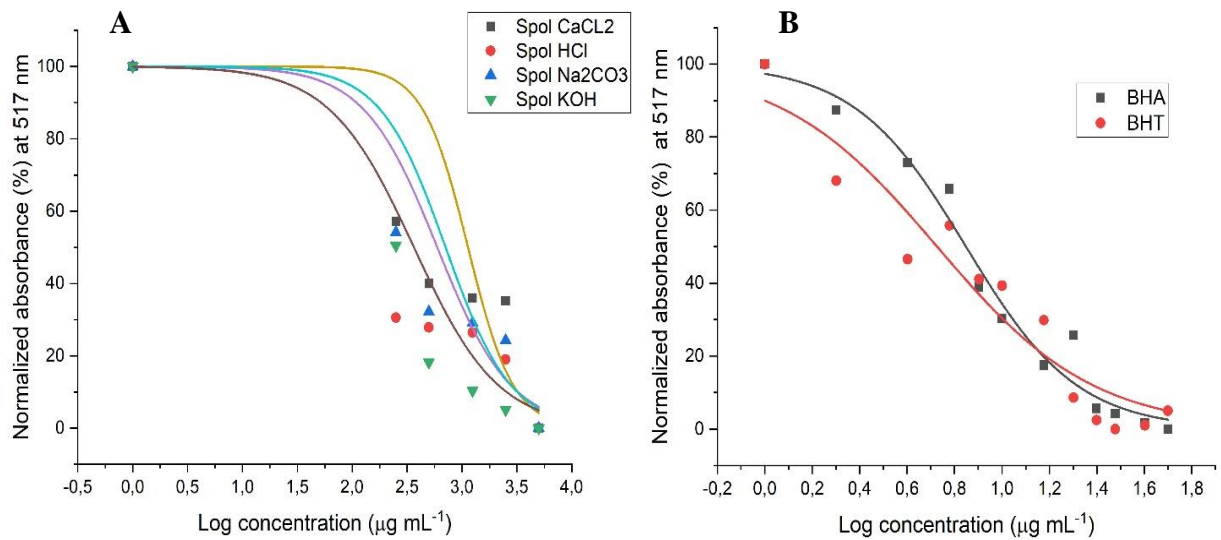 A
Spol CaCL2
Spol HCl
Spol Na2CO3
Spol KOH
Normalized absorbance (%) at 517 nm
100
80
60
40
20
0
-0,5
0,0
0,5
1,0
1,5
2,0
2,5
3,0
3,5
4,0
Log concentration (µg mL-1)
B
BHA
BHT
Normalized absorbance (%) at 517 nm
100
80
60
40
20
0
-0,2
0,0
0,2
0,4
0,6
0,8
1,0
1,2
1,4
1,6
1,8
Log concentration (µg mL-1)